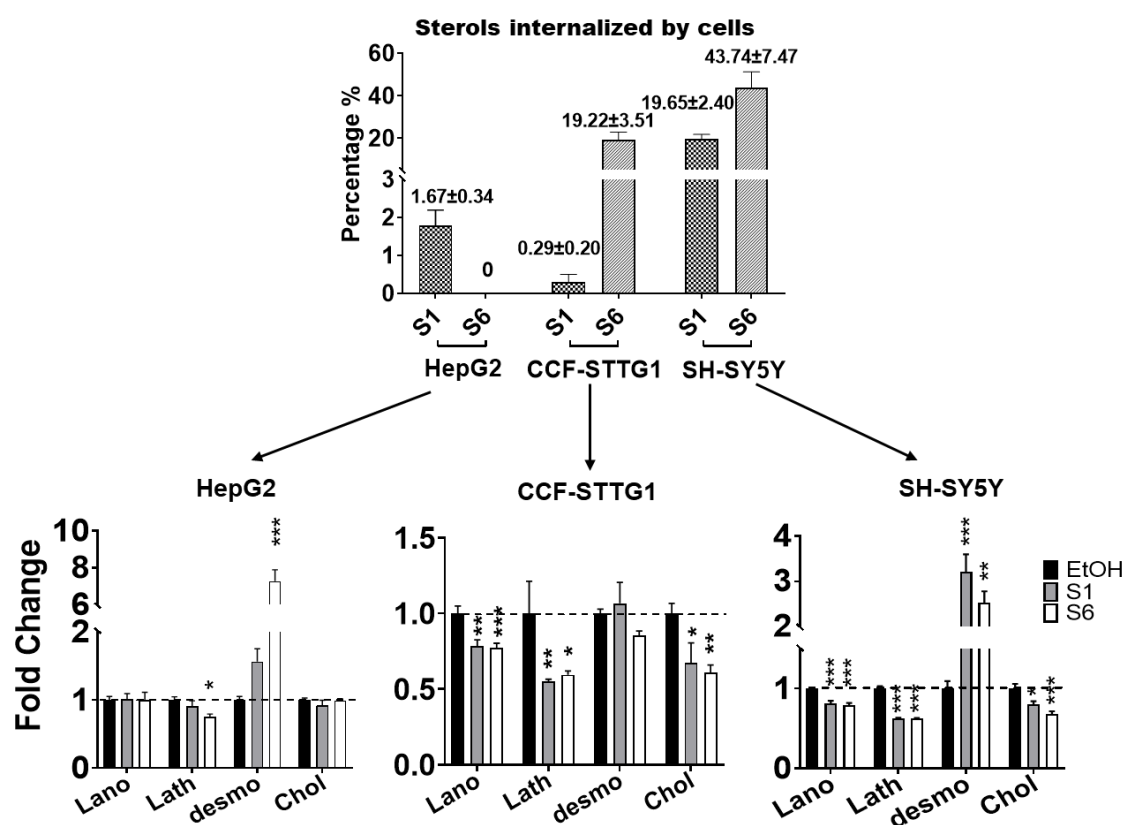 Sterols internalized by cells
Percentage %
60
40
20
3
2
1
0
1.67±0.34
0
0.29±0.20
19.22±3.51
19.65±2.40
43.74±7.47
S1 S6 S1 S6 S1 S6
HepG2 CCF-STTG1 SH-SY5Y
HepG2
Fold Change
10
8
6
2
1
0
*
***
Lano Lath desmo Chol
CCF-STTG1
1.5
1.0
0.5
0.0
** *** ** * * **
Lano Lath desmo Chol
SH-SY5Y
4
3
2
1
0
*** *** *** *** *** ** * ***
Lano Lath desmo Chol
EtOH
S1
S6